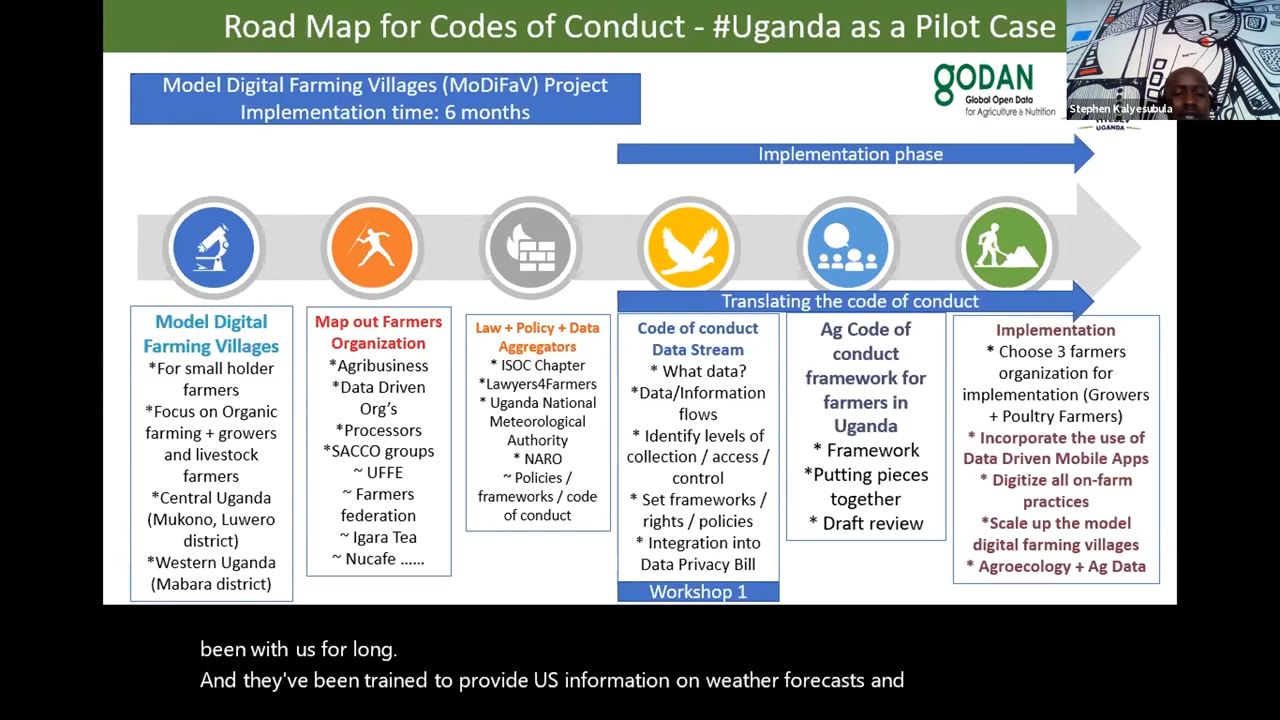 Road Map for Codes of Conduct - #Uganda as a Pilot Case
Model Digital Farming Villages (MoDiFaV) Project
Implementation time: 6 months
GODAN
Global Open Data
for Agriculture & Nutrition
Stephen Kalyesubula
UGANDA
Implementation phase
Translating the code of conduct
Model Digital
Farming Villages
*For small holder
farmers
*Focus on Organic
farming + growers
and livestock
farmers
*Central Uganda
(Mukono, Luwero
district)
*Western Uganda
(Mabara district)
Map out Farmers
Organization
*Agribusiness
*Data Driven
Org's
*Processors
*SACCO groups
~ UFFE
~ Farmers
federation
~ Igara Tea
~ Nucafe ......
Law + Policy + Data
Aggregators
* ISOC Chapter
*Lawyers4Farmers
* Uganda National
Meteorological
Authority
* NARO
~ Policies /
frameworks / code
of conduct
Code of conduct
Data Stream
* What data?
*Data/Information
flows
* Identify levels of
collection / access /
control
* Set frameworks /
rights / policies
* Integration into
Data Privacy Bill
Workshop 1
Ag Code of
conduct
framework for
farmers in
Uganda
* Framework
*Putting pieces
together
* Draft review
Implementation
* Choose 3 farmers
organization for
implementation (Growers
+ Poultry Farmers)
* Incorporate the use of
Data Driven Mobile Apps
* Digitize all on-farm
practices
*Scale up the model
digital farming villages
* Agroecology + Ag Data
been with us for long.
And they've been trained to provide US information on weather forecasts and